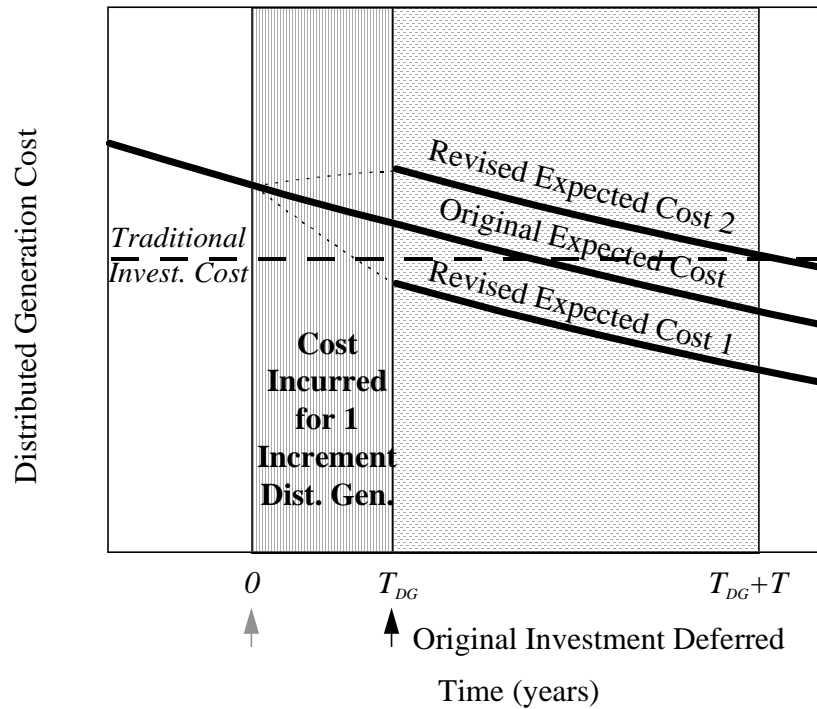 Distributed Generation Cost
Revised Expected Cost 2
Original Expected Cost
Revised Expected Cost 1
Traditional
Invest. Cost
Cost
Incurred
for 1
Increment
Dist. Gen.
0
T_DG
T_DG+T
Original Investment Deferred
Time (years)